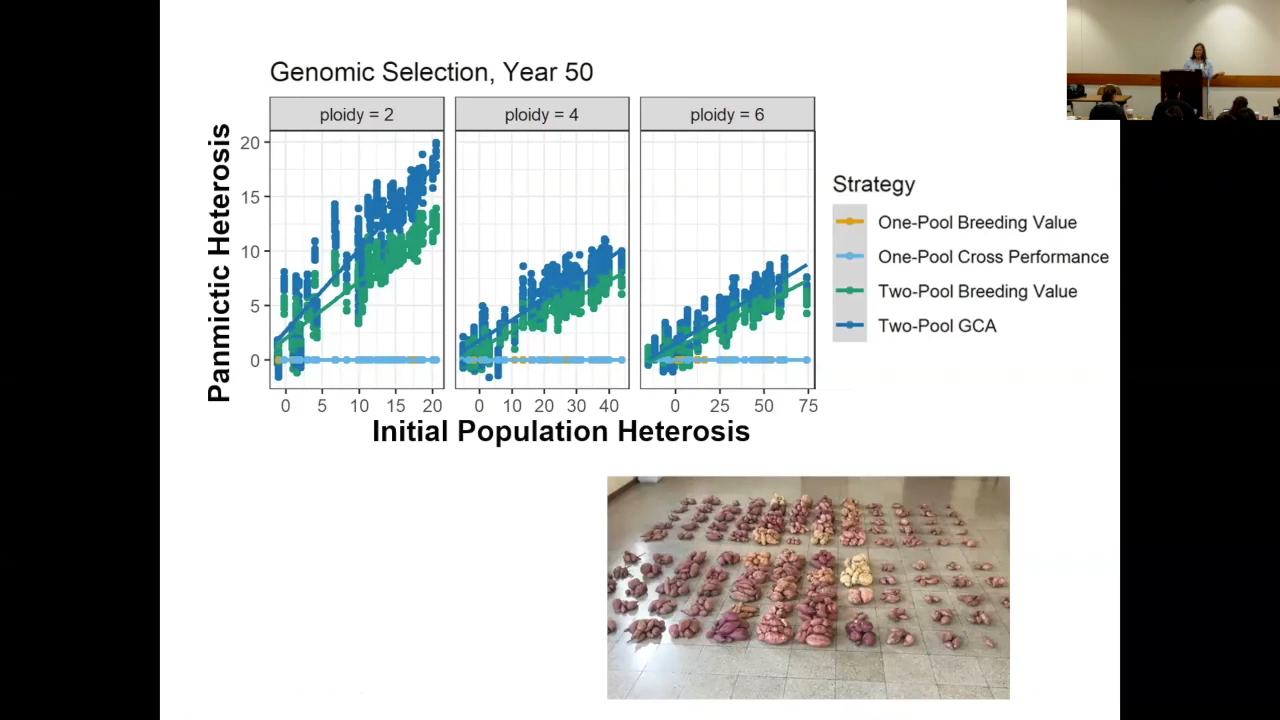 Genomic Selection, Year 50
ploidy = 2
ploidy = 4
ploidy = 6
Panmictic Heterosis
20
15
10
5
0
0 5 10 15 20
0 10 20 30 40
0 25 50 75
Initial Population Heterosis
Strategy
One-Pool Breeding Value
One-Pool Cross Performance
Two-Pool Breeding Value
Two-Pool GCA